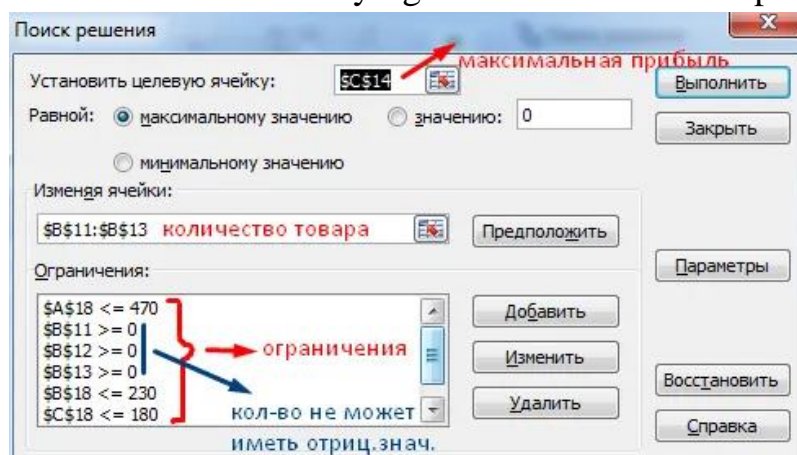 Поиск решения
X
максимальная прибыль
Установить целевую ячейку: $C$14
Выполнить
Равной: максимальному значению значению: 0
Закрыть
минимальному значению
Изменяя ячейки:
$B$11:$B$13 количество товара Предположить
Ограничения:
Параметры
$A$18 <= 470
Добавить
$B$11 >= 0
$B$12 >= 0 ограничения
Изменить
$B$13 >= 0
Восстановить
$B$18 <= 230
Удалить
$C$18 <= 180 кол-во не может
Справка
иметь отриц.знач.